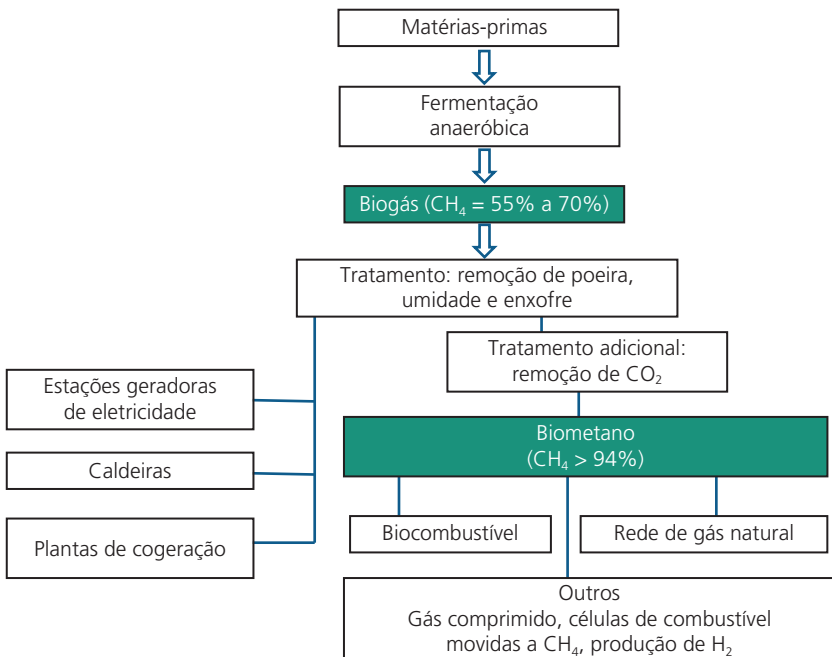 Matérias-primas
Fermentação
anaeróbica
Biogás (CH₄ = 55% a 70%)
Tratamento: remoção de poeira,
umidade e enxofre
Tratamento adicional:
remoção de CO₂
Estações geradoras
de eletricidade
Caldeiras
Plantas de cogeração
Biometano
(CH₄ > 94%)
Biocombustível
Rede de gás natural
Outros
Gás comprimido, células de combustível
movidas a CH₄, produção de H₂